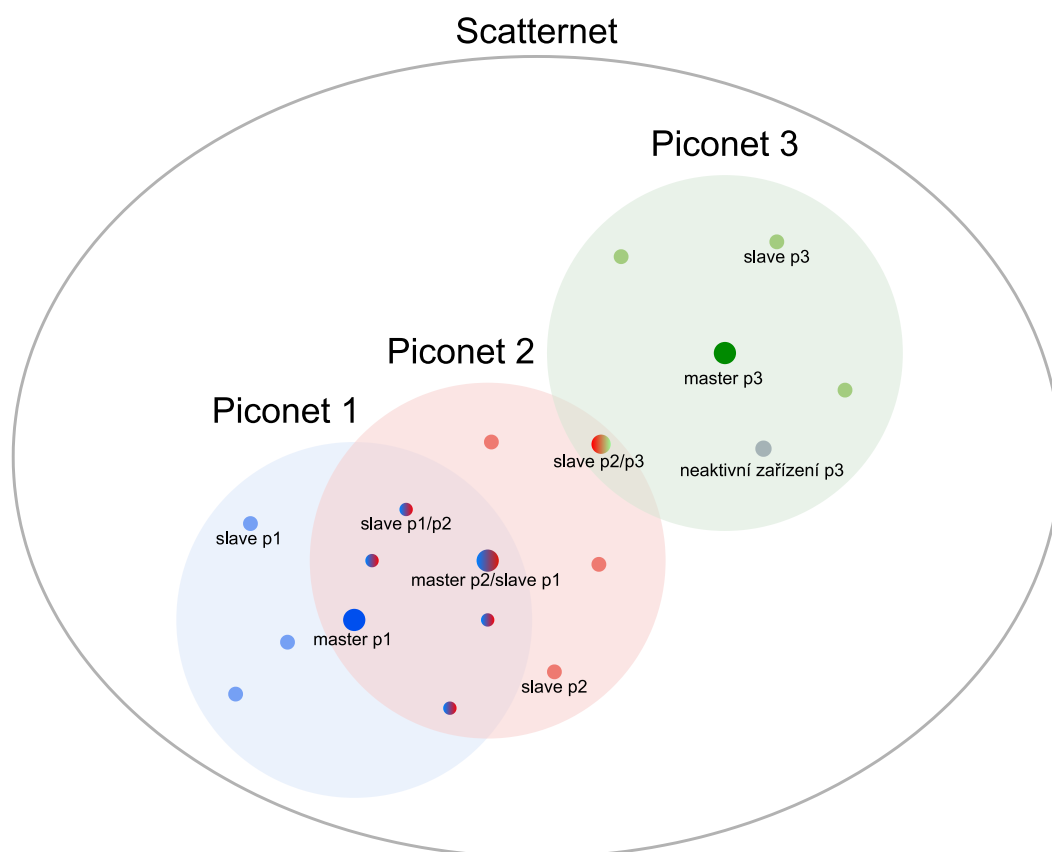 Scatternet
Piconet 3
slave p3
master p3
Piconet 2
Piconet 1
slave p2/p3
neaktivní zařízení p3
slave p1/p2
slave p1
master p2/slave p1
master p1
slave p2